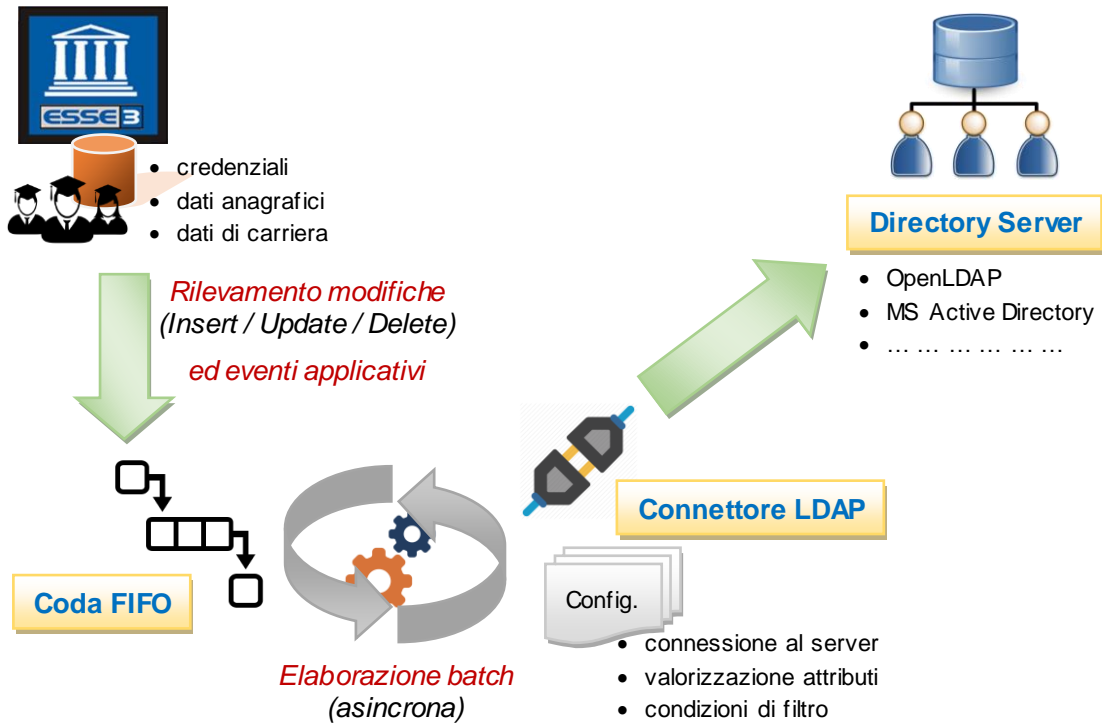 ESSE3
• credenziali
• dati anagrafici
• dati di carriera
Rilevamento modifiche
(Insert / Update / Delete)
ed eventi applicativi
Coda FIFO
Elaborazione batch
(asincrona)
Connettore LDAP
Config.
• connessione al server
• valorizzazione attributi
• condizioni di filtro
Directory Server
• OpenLDAP
• MS Active Directory
• … … … … … …